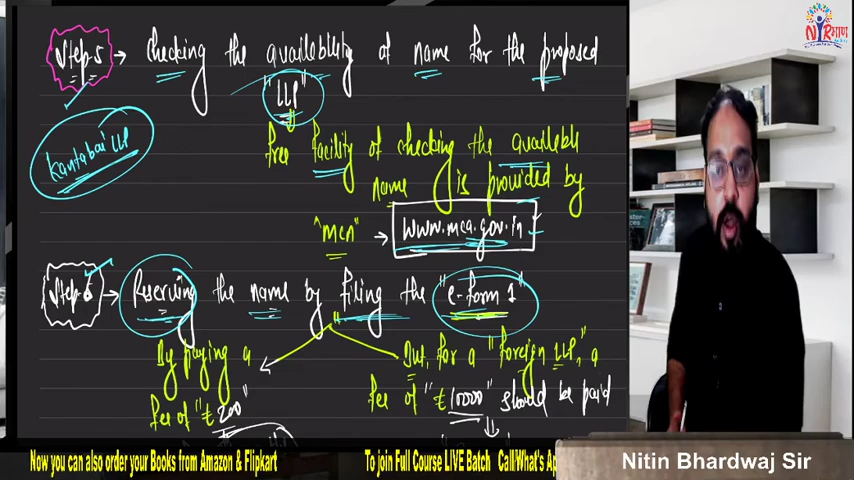 Step-5 → checking the availability of name for the proposed
"LLP"
Kantabai LLP
free facility of checking the available
name is provided by
"MCA" → www.mca.gov.in
Step-6 → Reserving the name by filing the "e-form 1"
By paying a
fee of "₹ 200"
But, for a "foreign LLP," a
fee of "₹ 10000" should be paid
NIRમાણ
Now you can also order your Books from Amazon & Flipkart
To join Full Course LIVE Batch Call/What's Ap
Nitin Bhardwaj Sir